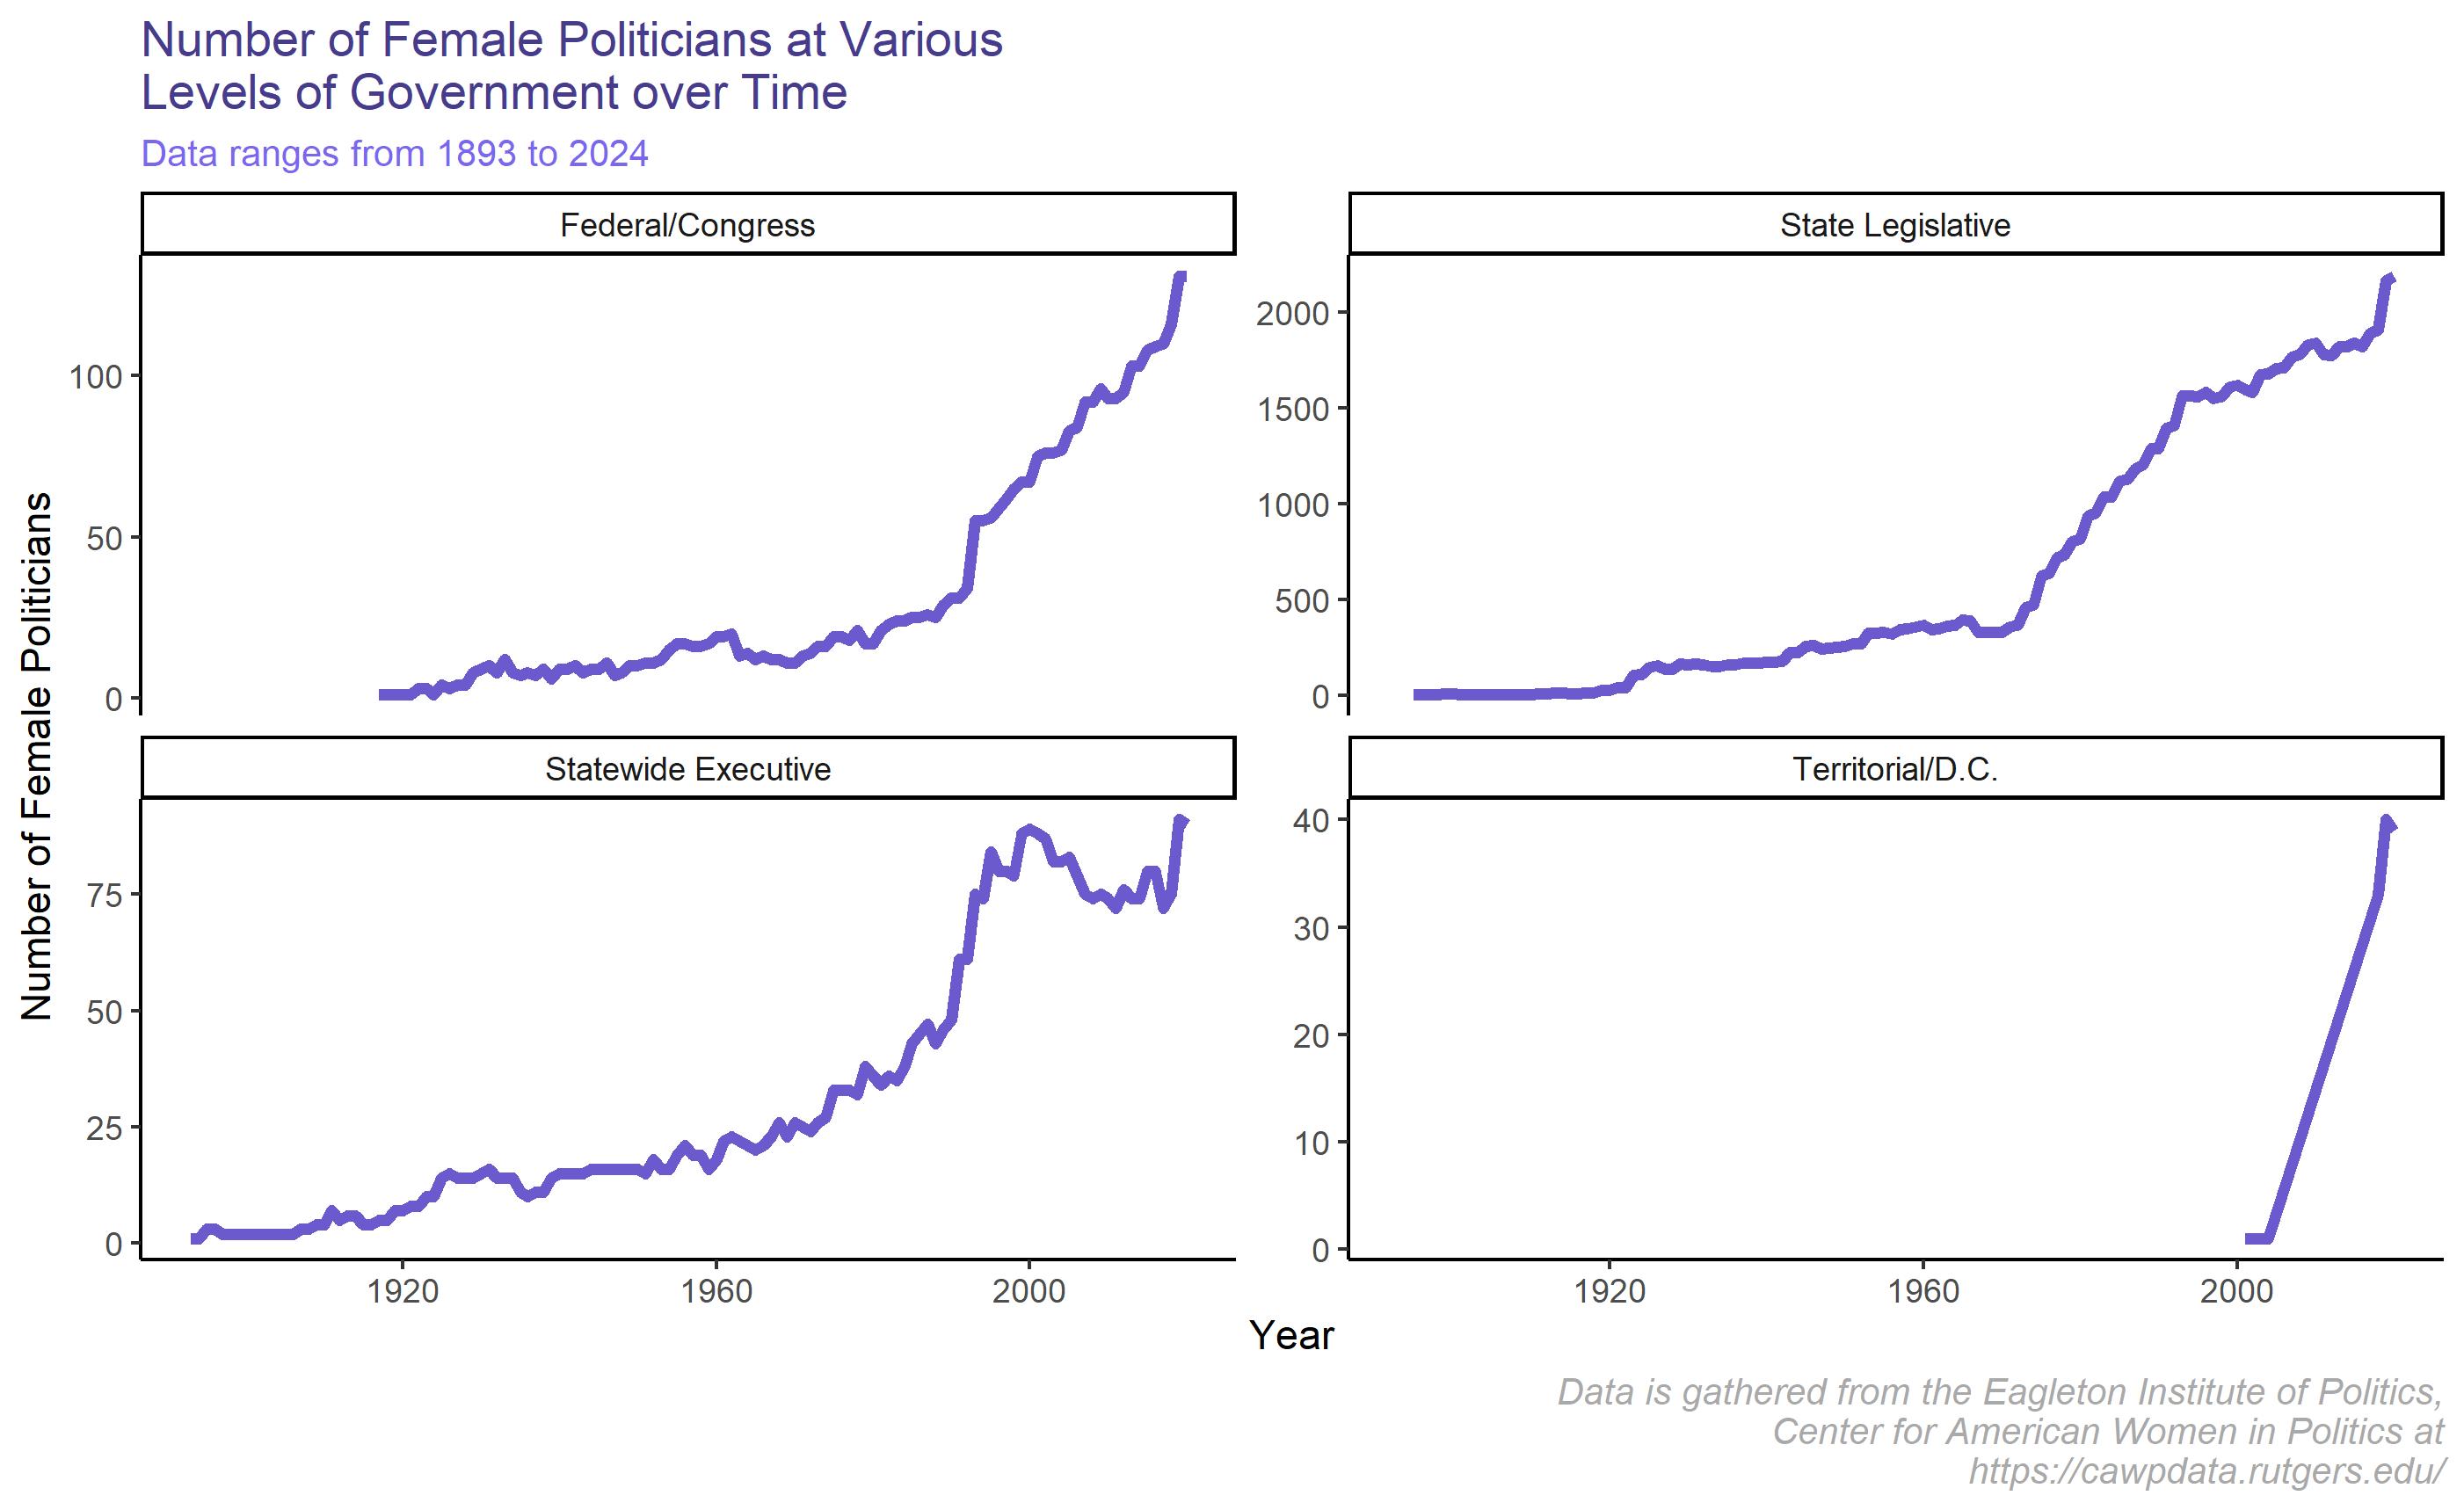 Number of Female Politicians at Various
Levels of Government over Time
Data ranges from 1893 to 2024
Federal/Congress
State Legislative
100
50
0
2000
1500
1000
500
0
Statewide Executive
Territorial/D.C.
75
50
25
0
40
30
20
10
0
1920
1960
2000
1920
1960
2000
Number of Female Politicians
Year
Data is gathered from the Eagleton Institute of Politics,
Center for American Women in Politics at
https://cawpdata.rutgers.edu/